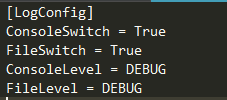 [LogConfig]
ConsoleSwitch = True
FileSwitch = True
ConsoleLevel = DEBUG
FileLevel = DEBUG